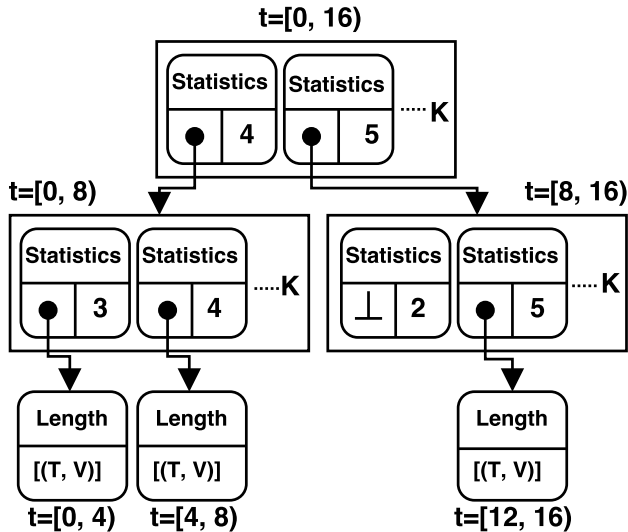 t=[0, 16)
Statistics Statistics
4 5 ..... K
t=[0, 8) t=[8, 16)
Statistics Statistics Statistics Statistics
3 4 .....K ⊥ 2 5 ..... K
Length Length Length
[(T, V)] [(T, V)] [(T, V)]
t=[0, 4) t=[4, 8) t=[12, 16)